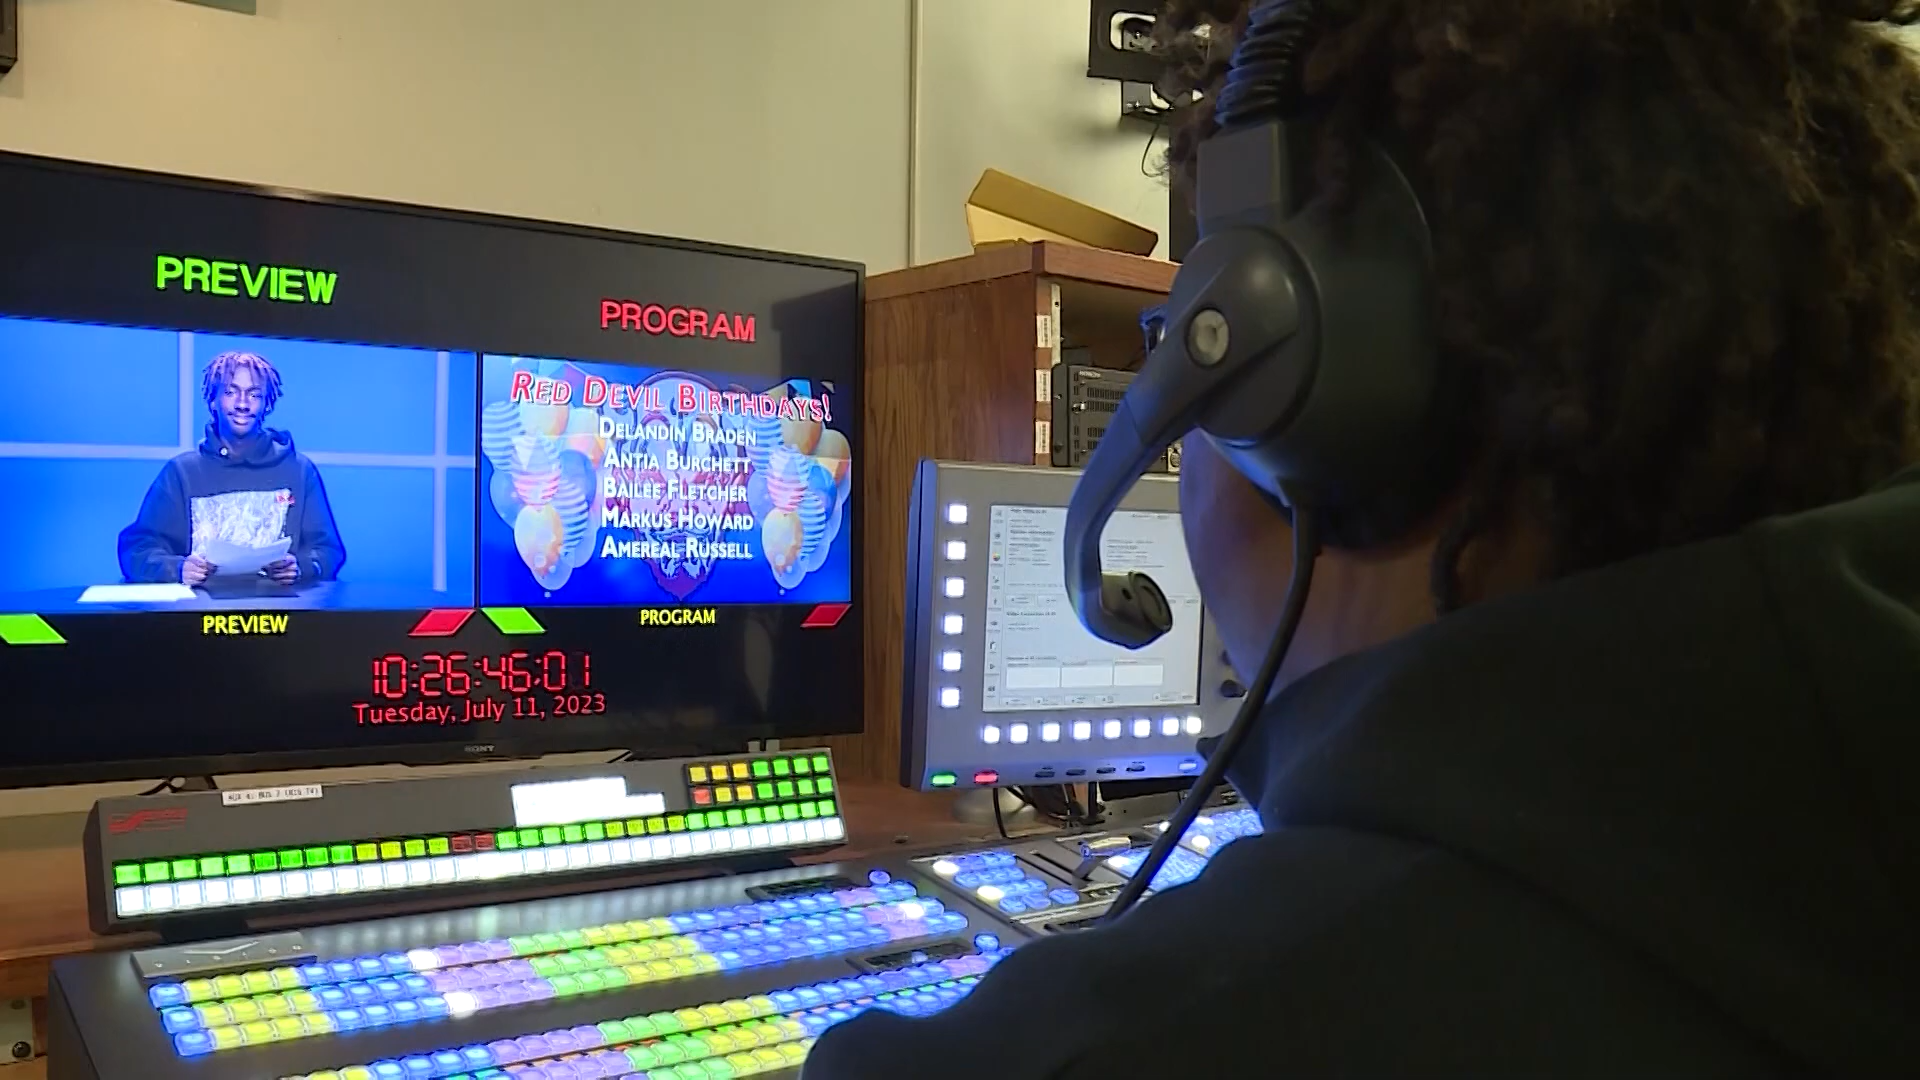 PREVIEW
PROGRAM
RED DEVIL BIRTHDAYS!
DELANDIN BRADEN
ANTIA BURCHETT
BAILEE FLETCHER
MARKUS HOWARD
AMEREAL RUSSELL
PREVIEW
PROGRAM
10:26:46:01
Tuesday, July 11, 2023
SONY